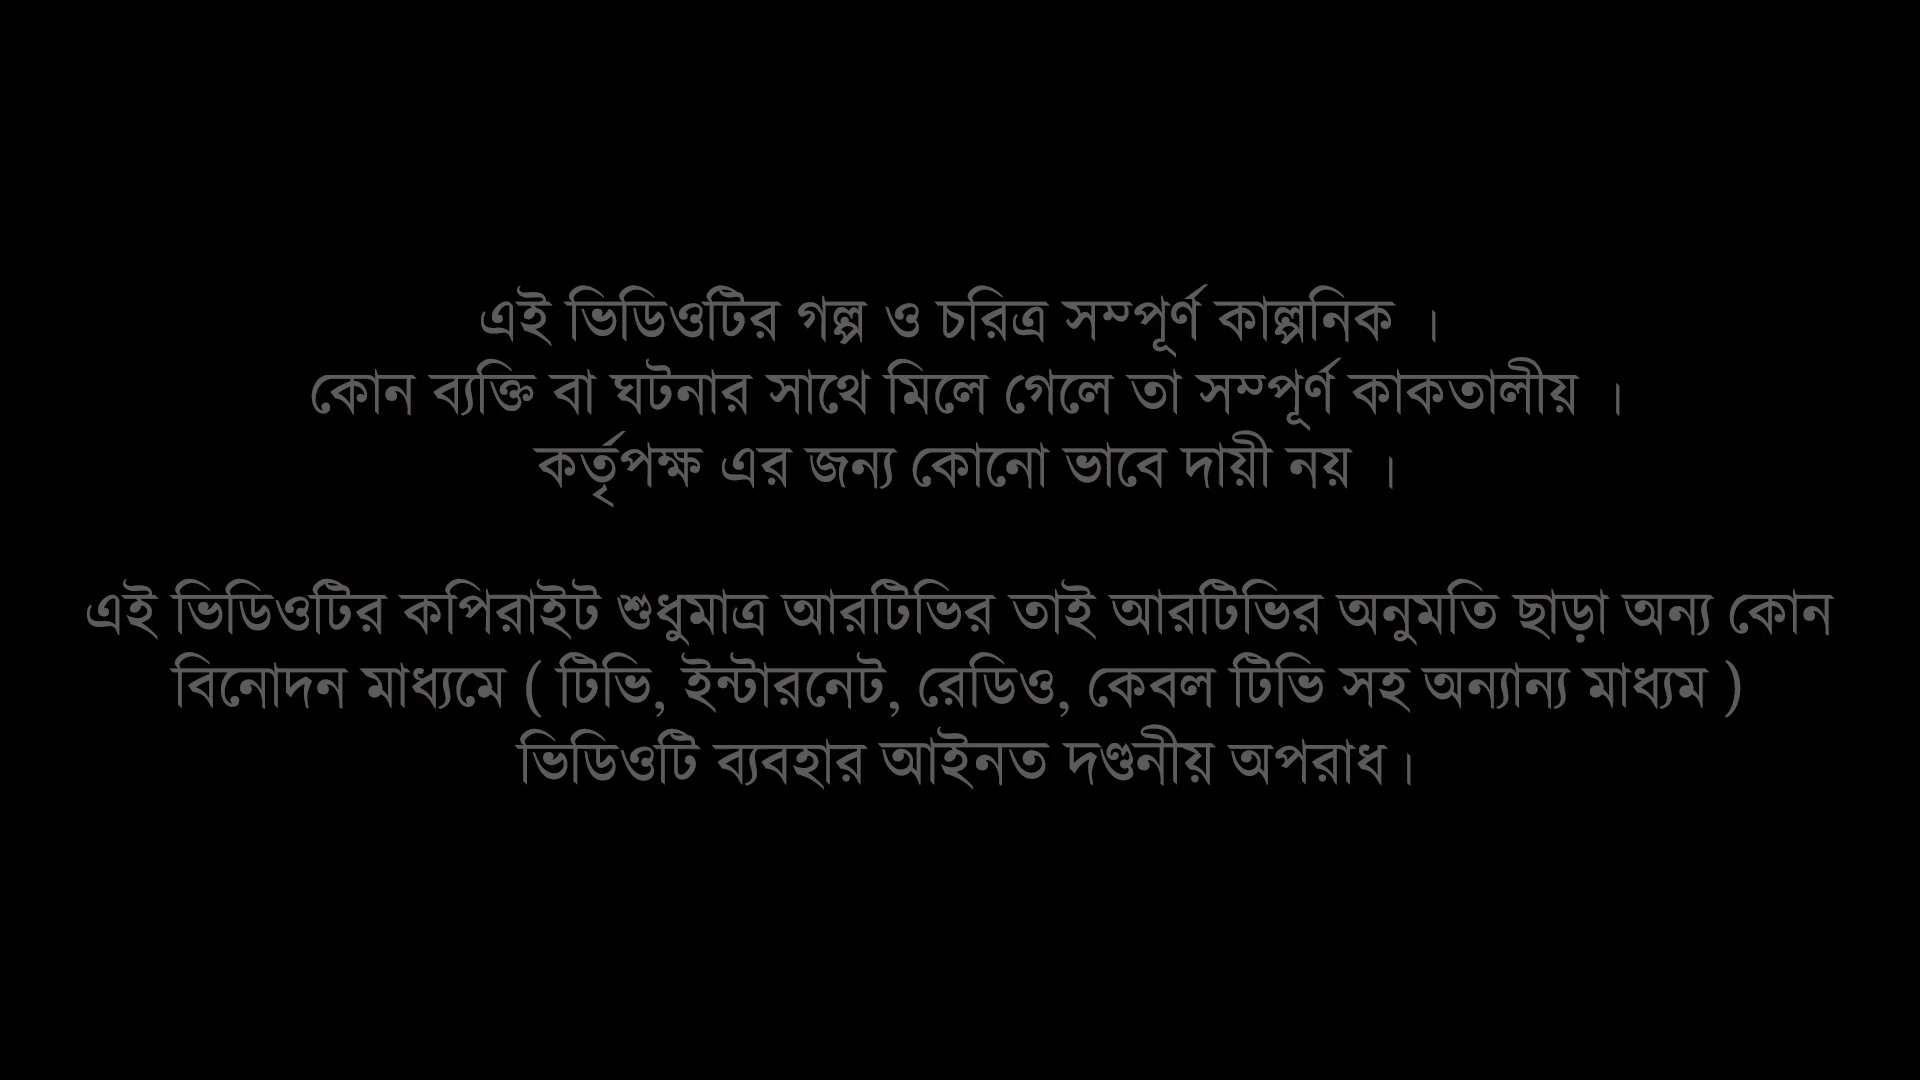 এই ভিডিওটির গল্প ও চরিত্র সম্পূর্ণ কাল্পনিক ।
কোন ব্যক্তি বা ঘটনার সাথে মিলে গেলে তা সম্পূর্ণ কাকতালীয় ।
কর্তৃপক্ষ এর জন্য কোনো ভাবে দায়ী নয় ।
এই ভিডিওটির কপিরাইট শুধুমাত্র আরটিভির তাই আরটিভির অনুমতি ছাড়া অন্য কোন
বিনোদন মাধ্যমে ( টিভি, ইন্টারনেট, রেডিও, কেবল টিভি সহ অন্যান্য মাধ্যম )
ভিডিওটি ব্যবহার আইনত দণ্ডনীয় অপরাধ।